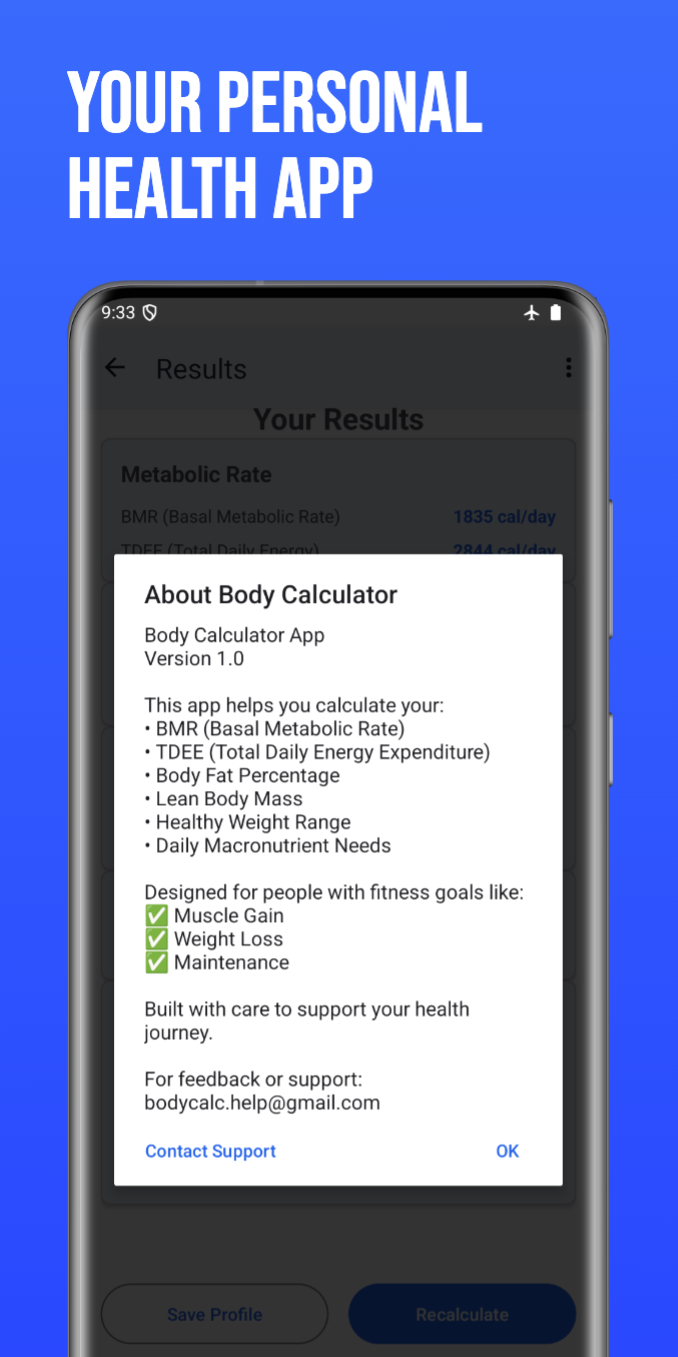 YOUR PERSONAL
HEALTH APP
9:33
Results
Your Results
Metabolic Rate
BMR (Basal Metabolic Rate) 1835 cal/day
TDEE (Total Daily Energy) 2844 cal/day
About Body Calculator
Body Calculator App
Version 1.0
This app helps you calculate your:
• BMR (Basal Metabolic Rate)
• TDEE (Total Daily Energy Expenditure)
• Body Fat Percentage
• Lean Body Mass
• Healthy Weight Range
• Daily Macronutrient Needs
Designed for people with fitness goals like:
✅ Muscle Gain
✅ Weight Loss
✅ Maintenance
Built with care to support your health
journey.
For feedback or support:
bodycalc.help@gmail.com
Contact Support OK
Save Profile Recalculate